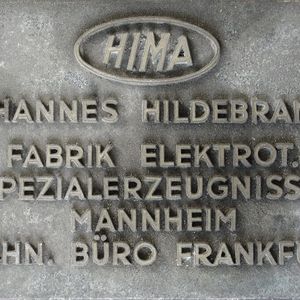 HIMA
HANNES HILDEBRAN
FABRIK ELEKTROT.
PEZIALERZEUGNISS
MANNHEIM
HN. BÜRO FRANKFU